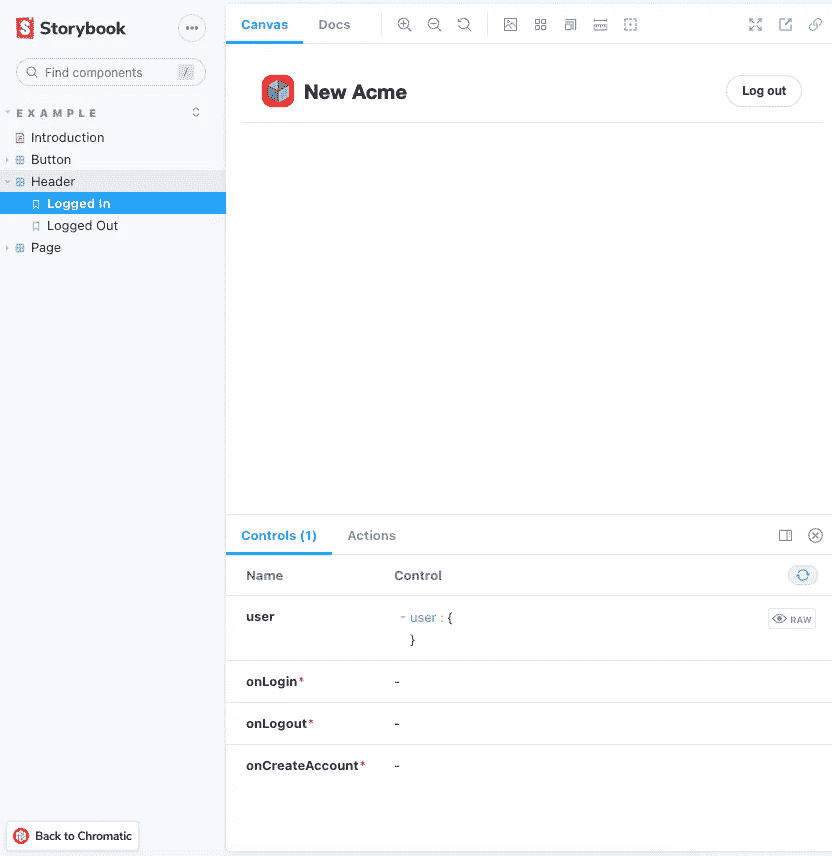 Storybook
Canvas Docs
Find components /
New Acme Log out
EXAMPLE
Introduction
Button
Header
Logged In
Logged Out
Page
Controls (1) Actions
Name Control
user user : { RAW
}
onLogin* -
onLogout* -
onCreateAccount* -
Back to Chromatic